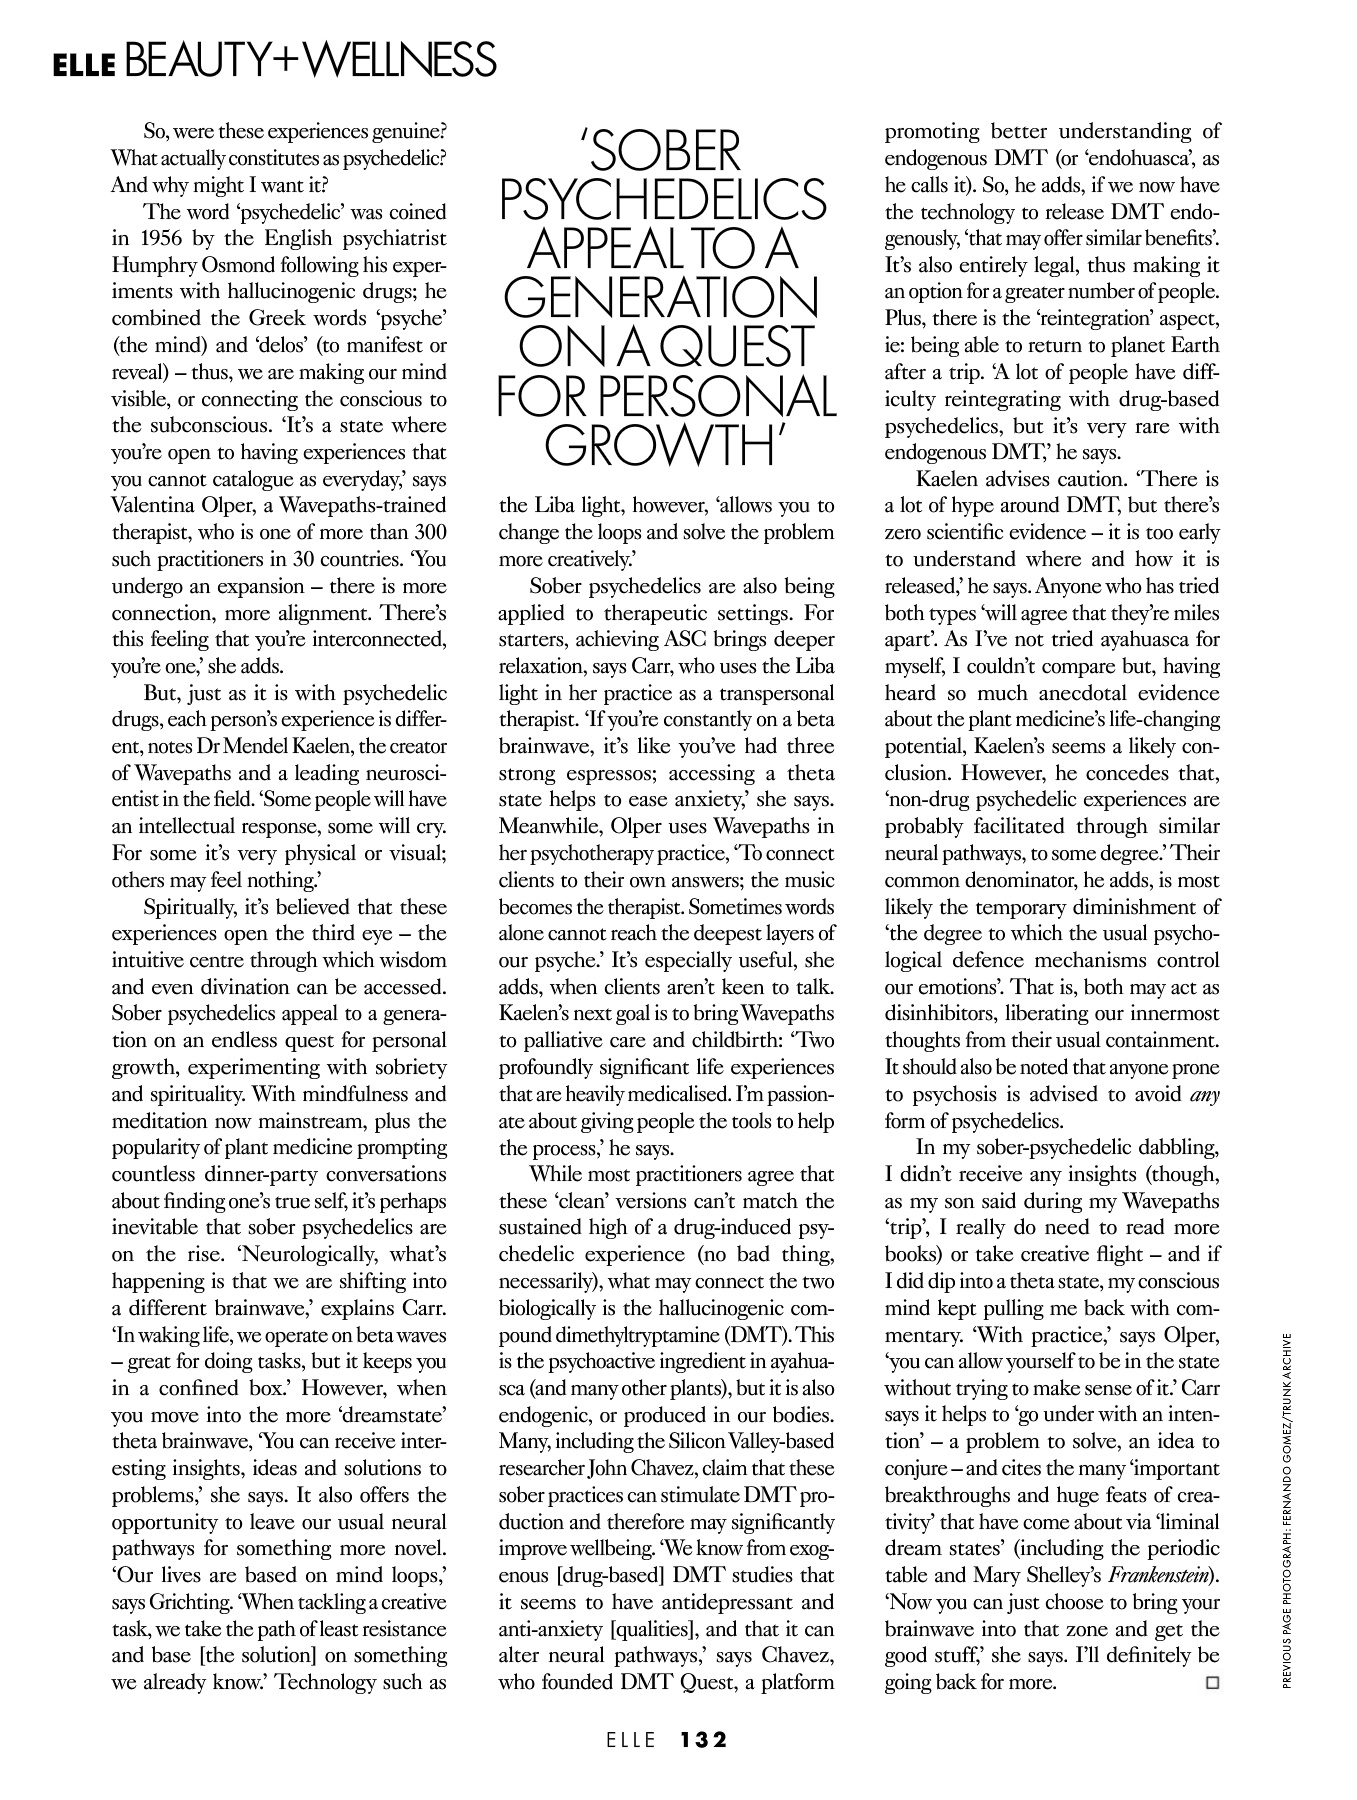 ELLE BEAUTY+WELLNESS
So, were these experiences genuine?
What actually constitutes as psychedelic?
And why might I want it?
The word ‘psychedelic’ was coined
in 1956 by the English psychiatrist
Humphry Osmond following his exper-
iments with hallucinogenic drugs; he
combined the Greek words ‘psyche’
(the mind) and ‘delos’ (to manifest or
reveal) – thus, we are making our mind
visible, or connecting the conscious to
the subconscious. ‘It’s a state where
you’re open to having experiences that
you cannot catalogue as everyday,’ says
Valentina Olper, a Wavepaths-trained
therapist, who is one of more than 300
such practitioners in 30 countries. ‘You
undergo an expansion – there is more
connection, more alignment. There’s
this feeling that you’re interconnected,
you’re one,’ she adds.
But, just as it is with psychedelic
drugs, each person’s experience is differ-
ent, notes Dr Mendel Kaelen, the creator
of Wavepaths and a leading neurosci-
entist in the field. ‘Some people will have
an intellectual response, some will cry.
For some it’s very physical or visual;
others may feel nothing.’
Spiritually, it’s believed that these
experiences open the third eye – the
intuitive centre through which wisdom
and even divination can be accessed.
Sober psychedelics appeal to a genera-
tion on an endless quest for personal
growth, experimenting with sobriety
and spirituality. With mindfulness and
meditation now mainstream, plus the
popularity of plant medicine prompting
countless dinner-party conversations
about finding one’s true self, it’s perhaps
inevitable that sober psychedelics are
on the rise. ‘Neurologically, what’s
happening is that we are shifting into
a different brainwave,’ explains Carr.
‘In waking life, we operate on beta waves
– great for doing tasks, but it keeps you
in a confined box.’ However, when
you move into the more ‘dreamstate’
theta brainwave, ‘You can receive inter-
esting insights, ideas and solutions to
problems,’ she says. It also offers the
opportunity to leave our usual neural
pathways for something more novel.
‘Our lives are based on mind loops,’
says Grichting. ‘When tackling a creative
task, we take the path of least resistance
and base [the solution] on something
we already know.’ Technology such as
‘SOBER
PSYCHEDELICS
APPEAL TO A
GENERATION
ON A QUEST
FOR PERSONAL
GROWTH’
the Liba light, however, ‘allows you to
change the loops and solve the problem
more creatively.’
Sober psychedelics are also being
applied to therapeutic settings. For
starters, achieving ASC brings deeper
relaxation, says Carr, who uses the Liba
light in her practice as a transpersonal
therapist. ‘If you’re constantly on a beta
brainwave, it’s like you’ve had three
strong espressos; accessing a theta
state helps to ease anxiety,’ she says.
Meanwhile, Olper uses Wavepaths in
her psychotherapy practice, ‘To connect
clients to their own answers; the music
becomes the therapist. Sometimes words
alone cannot reach the deepest layers of
our psyche.’ It’s especially useful, she
adds, when clients aren’t keen to talk.
Kaelen’s next goal is to bring Wavepaths
to palliative care and childbirth: ‘Two
profoundly significant life experiences
that are heavily medicalised. I’m passion-
ate about giving people the tools to help
the process,’ he says.
While most practitioners agree that
these ‘clean’ versions can’t match the
sustained high of a drug-induced psy-
chedelic experience (no bad thing,
necessarily), what may connect the two
biologically is the hallucinogenic com-
pound dimethyltryptamine (DMT). This
is the psychoactive ingredient in ayahua-
sca (and many other plants), but it is also
endogenic, or produced in our bodies.
Many, including the Silicon Valley-based
researcher John Chavez, claim that these
sober practices can stimulate DMT pro-
duction and therefore may significantly
improve wellbeing. ‘We know from exog-
enous [drug-based] DMT studies that
it seems to have antidepressant and
anti-anxiety [qualities], and that it can
alter neural pathways,’ says Chavez,
who founded DMT Quest, a platform
promoting better understanding of
endogenous DMT (or ‘endohuasca’, as
he calls it). So, he adds, if we now have
the technology to release DMT endo-
genously, ‘that may offer similar benefits’.
It’s also entirely legal, thus making it
an option for a greater number of people.
Plus, there is the ‘reintegration’ aspect,
ie: being able to return to planet Earth
after a trip. ‘A lot of people have diff-
iculty reintegrating with drug-based
psychedelics, but it’s very rare with
endogenous DMT,’ he says.
Kaelen advises caution. ‘There is
a lot of hype around DMT, but there’s
zero scientific evidence – it is too early
to understand where and how it is
released,’ he says. Anyone who has tried
both types ‘will agree that they’re miles
apart’. As I’ve not tried ayahuasca for
myself, I couldn’t compare but, having
heard so much anecdotal evidence
about the plant medicine’s life-changing
potential, Kaelen’s seems a likely con-
clusion. However, he concedes that,
‘non-drug psychedelic experiences are
probably facilitated through similar
neural pathways, to some degree.’ Their
common denominator, he adds, is most
likely the temporary diminishment of
‘the degree to which the usual psycho-
logical defence mechanisms control
our emotions’. That is, both may act as
disinhibitors, liberating our innermost
thoughts from their usual containment.
It should also be noted that anyone prone
to psychosis is advised to avoid any
form of psychedelics.
In my sober-psychedelic dabbling,
I didn’t receive any insights (though,
as my son said during my Wavepaths
‘trip’, I really do need to read more
books) or take creative flight – and if
I did dip into a theta state, my conscious
mind kept pulling me back with com-
mentary. ‘With practice,’ says Olper,
‘you can allow yourself to be in the state
without trying to make sense of it.’ Carr
says it helps to ‘go under with an inten-
tion’ – a problem to solve, an idea to
conjure – and cites the many ‘important
breakthroughs and huge feats of crea-
tivity’ that have come about via ‘liminal
dream states’ (including the periodic
table and Mary Shelley’s Frankenstein).
‘Now you can just choose to bring your
brainwave into that zone and get the
good stuff,’ she says. I’ll definitely be
going back for more.
PREVIOUS PAGE PHOTOGRAPH: FERNANDO GOMEZ/TRUNK ARCHIVE
ELLE 132